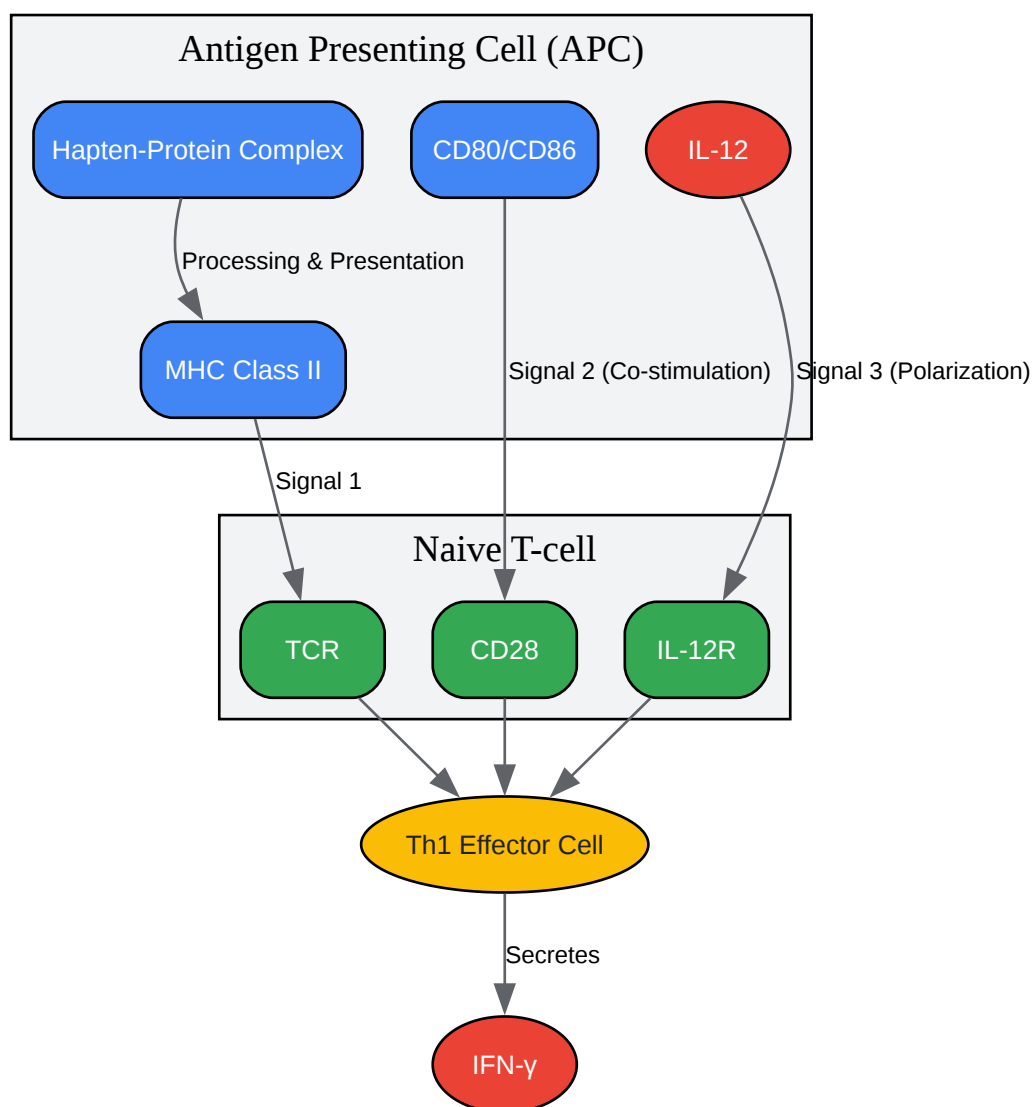 Antigen Presenting Cell (APC)
Hapten-Protein Complex
CD80/CD86
IL-12
Processing & Presentation
MHC Class II
Signal 2 (Co-stimulation)
Signal 3 (Polarization)
Signal 1
Naive T-cell
TCR
CD28
IL-12R
Th1 Effector Cell
Secretes
IFN-γ